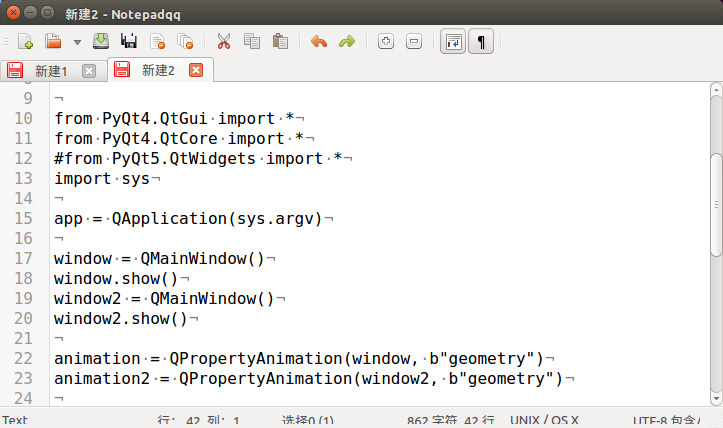 新建2 - Notepadqq
新建1
新建2
9 ¬
10 from·PyQt4.QtGui·import·*¬
11 from·PyQt4.QtCore·import·*¬
12 #from·PyQt5.QtWidgets·import·*¬
13 import·sys¬
14 ¬
15 app·=·QApplication(sys.argv)¬
16 ¬
17 window·=·QMainWindow()¬
18 window.show()¬
19 window2·=·QMainWindow()¬
20 window2.show()¬
21 ¬
22 animation·=·QPropertyAnimation(window,·b"geometry")¬
23 animation2·=·QPropertyAnimation(window2,·b"geometry")¬
24 ¬
Text 行: 42, 列: 1 选择0 (1) 862 字符, 42 行 UNIX / OS X UTF-8 包含